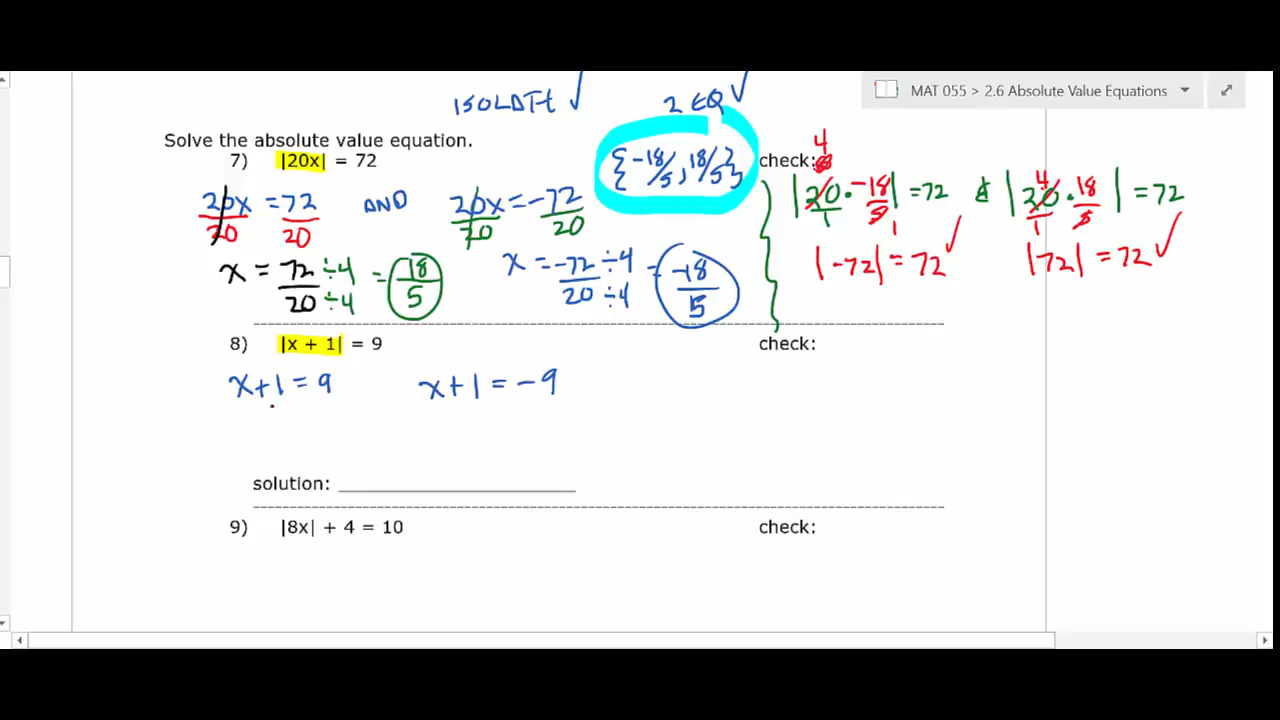 MAT 055 > 2.6 Absolute Value Equations
ISOLATE ✓ 2 EQ ✓
Solve the absolute value equation.
7) |20x| = 72
{-18/5, 18/5}
check:
20x = 72 AND 20x = -72
20 20 20 20
x = 72 ÷4 = 18
20 ÷4 5
x = -72 ÷4 = -18
20 ÷4 5
4 4
|20 • -18| = 72 & |20 • 18| = 72
1 5 1 5
1
|-72| = 72 ✓ |72| = 72 ✓
8) |x + 1| = 9 check:
x+1 = 9 x+1 = -9
solution:
9) |8x| + 4 = 10 check: